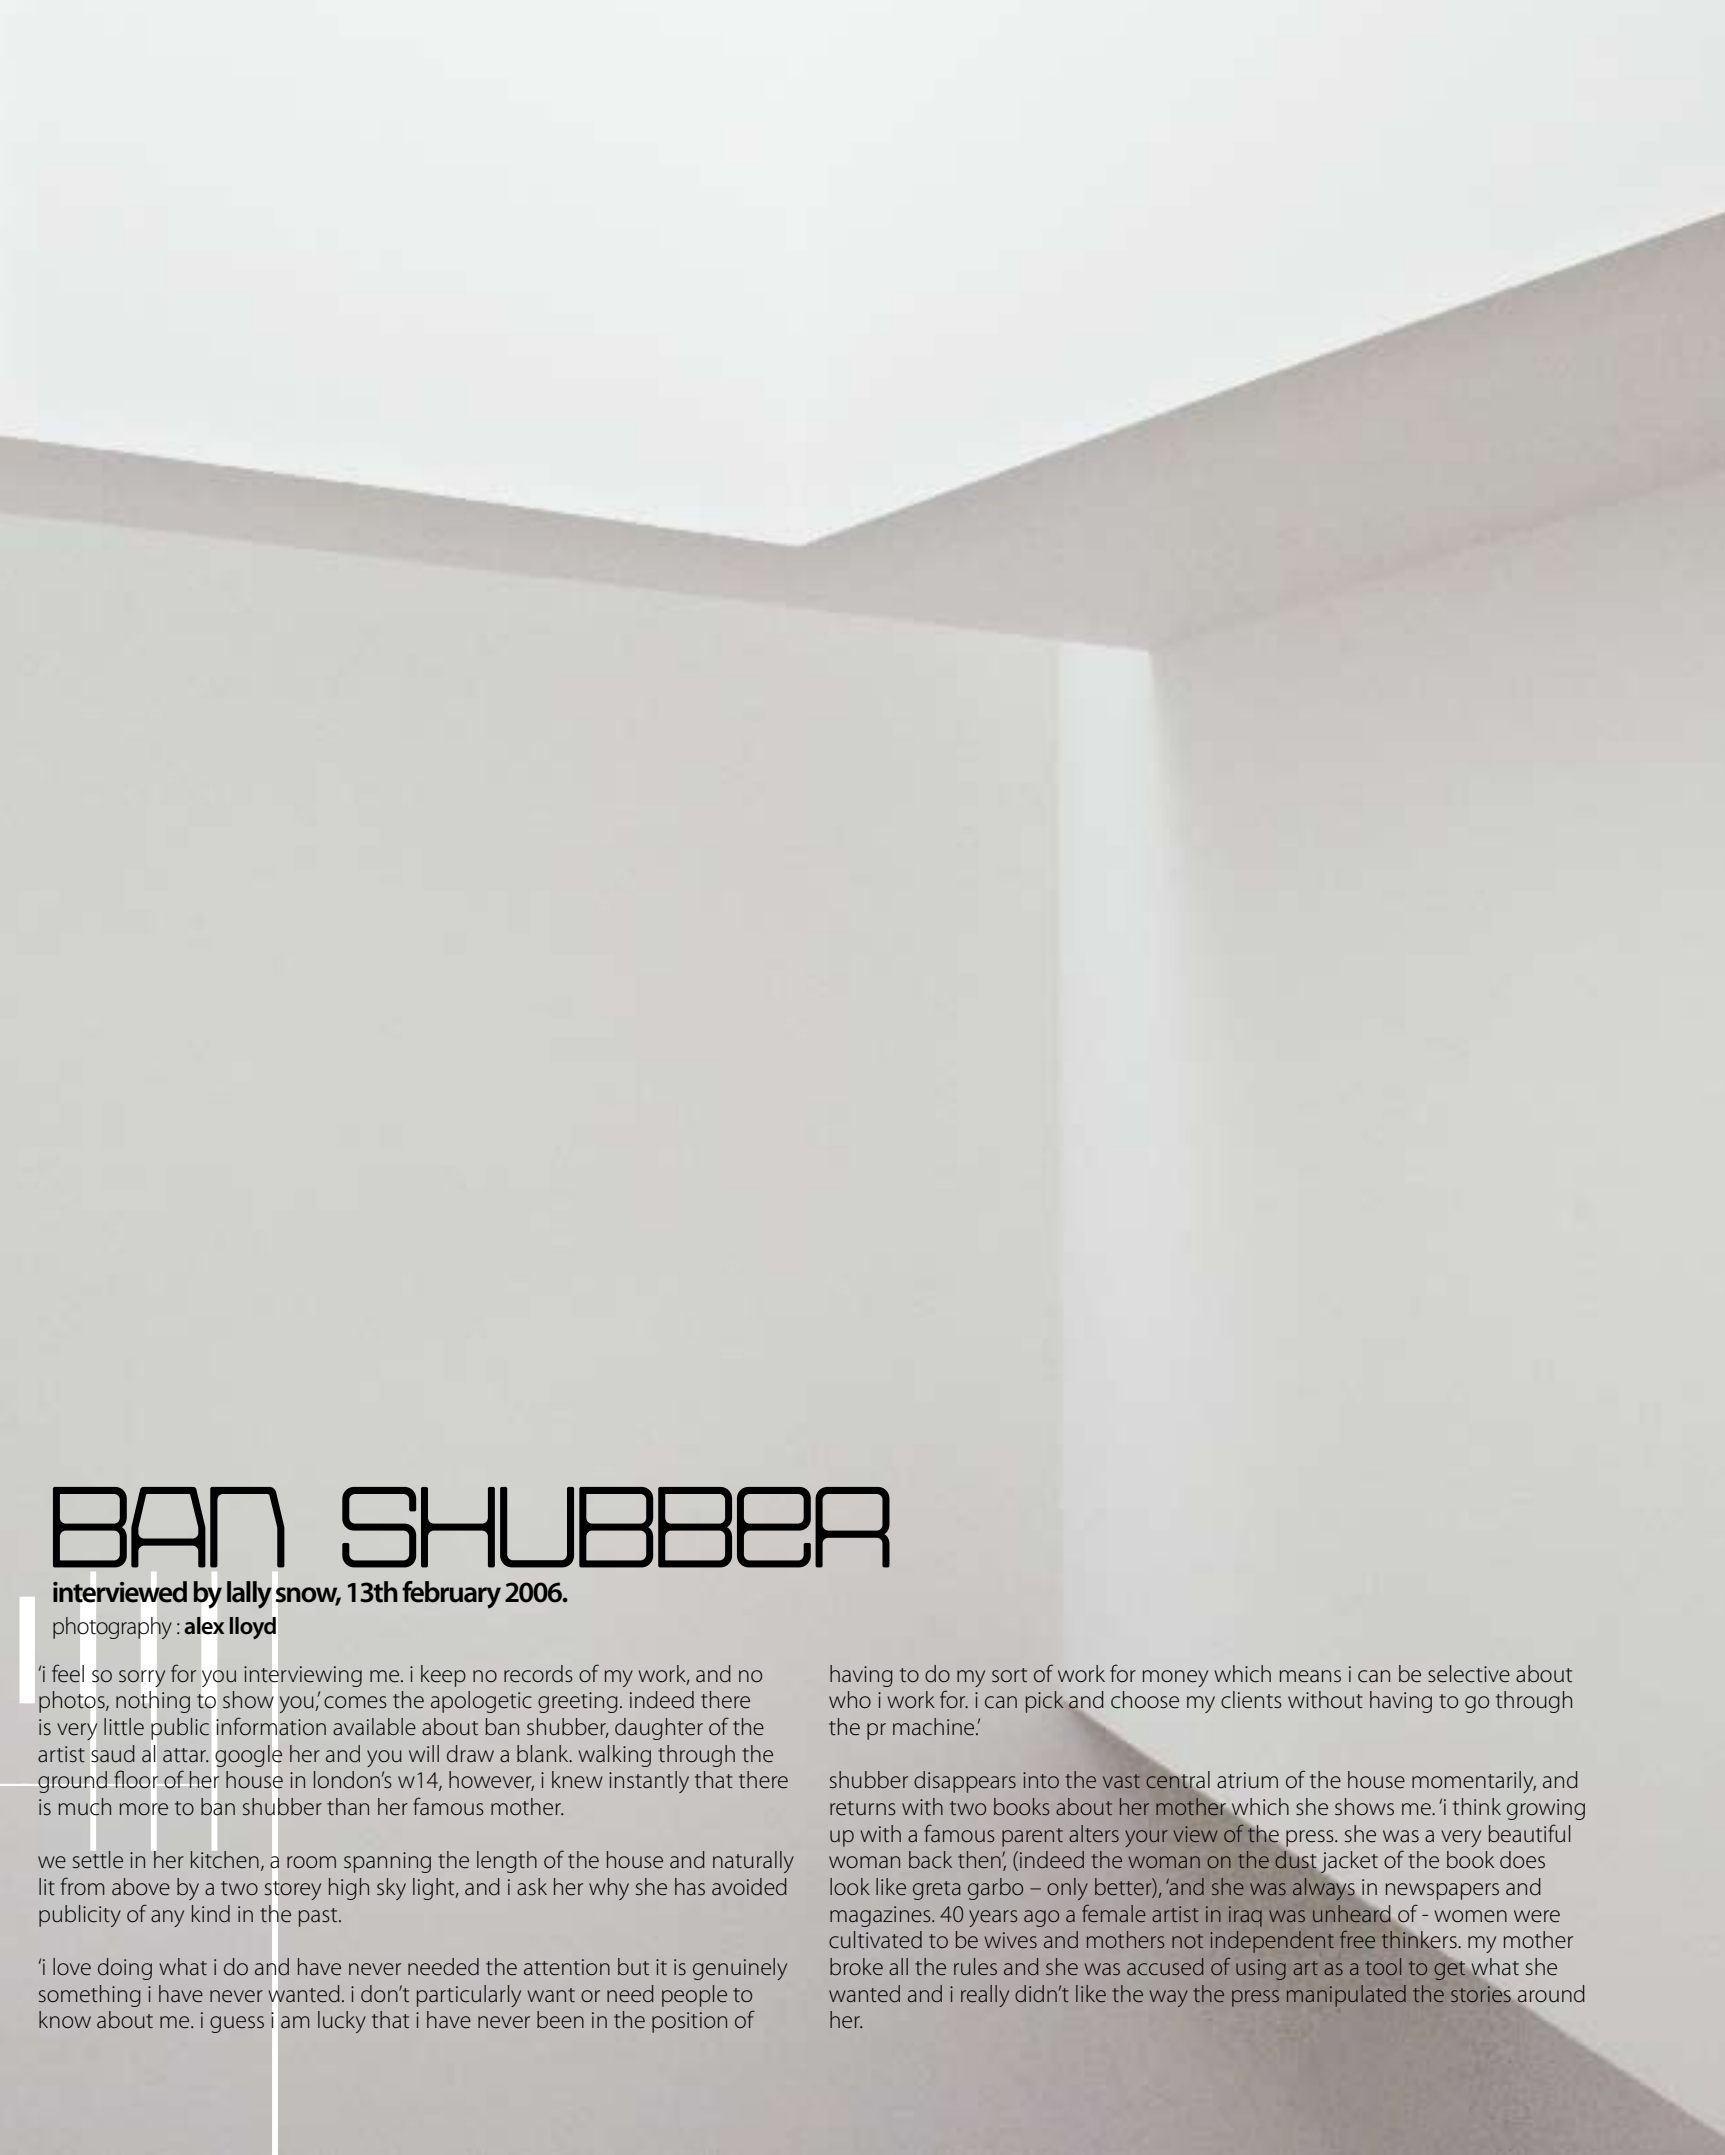 BAN SHUBBER
interviewed by lally snow, 13th february 2006.
photography : alex lloyd
‘i feel so sorry for you interviewing me. i keep no records of my work, and no
photos, nothing to show you,’ comes the apologetic greeting. indeed there
is very little public information available about ban shubber, daughter of the
artist saud al attar. google her and you will draw a blank. walking through the
ground floor of her house in london’s w14, however, i knew instantly that there
is much more to ban shubber than her famous mother.
we settle in her kitchen, a room spanning the length of the house and naturally
lit from above by a two storey high sky light, and i ask her why she has avoided
publicity of any kind in the past.
‘i love doing what i do and have never needed the attention but it is genuinely
something i have never wanted. i don’t particularly want or need people to
know about me. i guess i am lucky that i have never been in the position of
having to do my sort of work for money which means i can be selective about
who i work for. i can pick and choose my clients without having to go through
the pr machine.’
shubber disappears into the vast central atrium of the house momentarily, and
returns with two books about her mother which she shows me. ‘i think growing
up with a famous parent alters your view of the press. she was a very beautiful
woman back then’, (indeed the woman on the dust jacket of the book does
look like greta garbo – only better), ‘and she was always in newspapers and
magazines. 40 years ago a female artist in iraq was unheard of - women were
cultivated to be wives and mothers not independent free thinkers. my mother
broke all the rules and she was accused of using art as a tool to get what she
wanted and i really didn’t like the way the press manipulated the stories around
her.